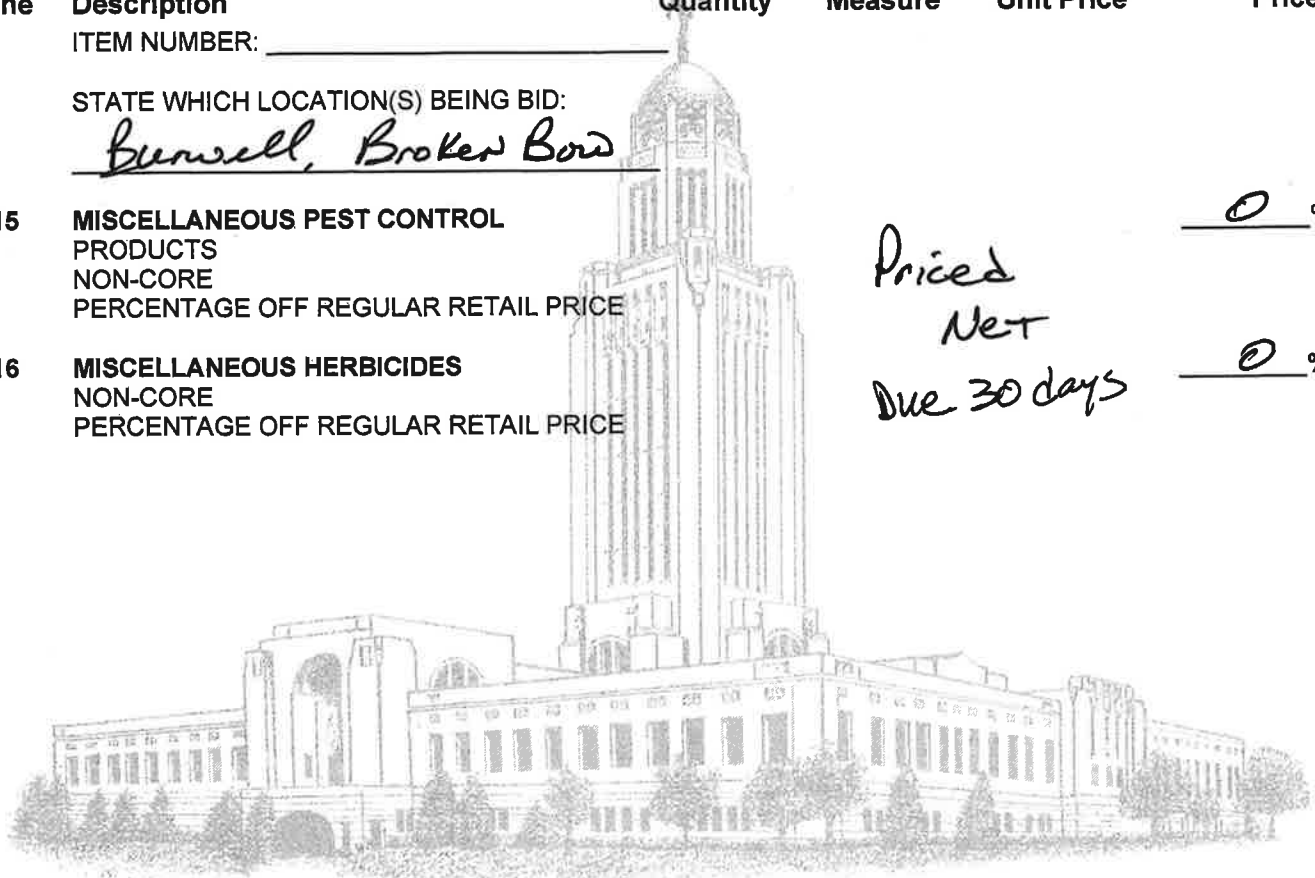 ne Description Quantity Measure Unit Price Price
ITEM NUMBER:
STATE WHICH LOCATION(S) BEING BID:
Burwell, Broken Bow
15 MISCELLANEOUS PEST CONTROL 0 %
PRODUCTS
NON-CORE
PERCENTAGE OFF REGULAR RETAIL PRICE
Priced
Net
Due 30 days
16 MISCELLANEOUS HERBICIDES 0 %
NON-CORE
PERCENTAGE OFF REGULAR RETAIL PRICE